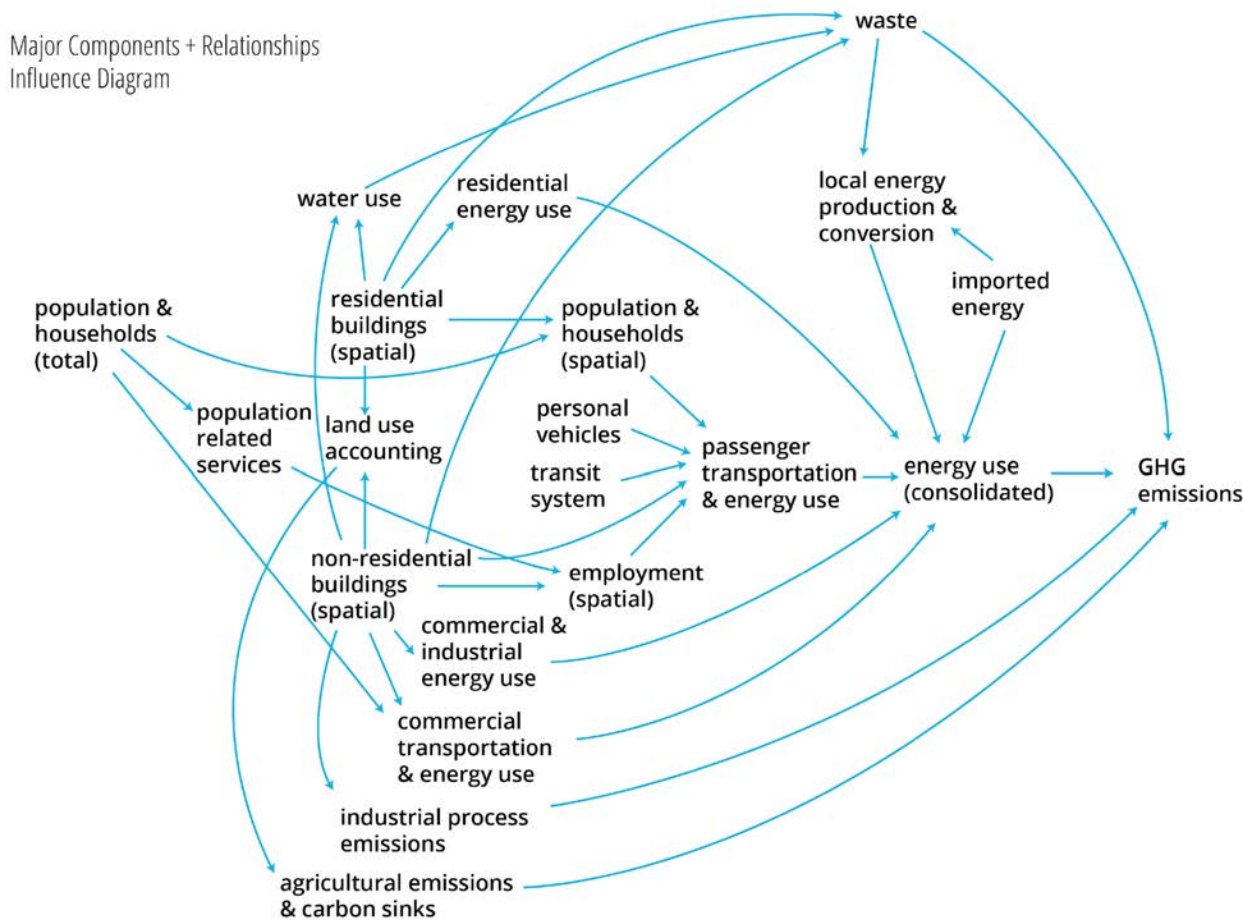 Major Components + Relationships
Influence Diagram
waste
water use
residential
energy use
local energy
production &
conversion
imported
energy
population &
households
(total)
residential
buildings
(spatial)
population &
households
(spatial)
population
related
services
land use
accounting
personal
vehicles
transit
system
passenger
transportation
& energy use
energy use
(consolidated)
GHG
emissions
non-residential
buildings
(spatial)
employment
(spatial)
commercial &
industrial
energy use
commercial
transportation
& energy use
industrial process
emissions
agricultural emissions
& carbon sinks